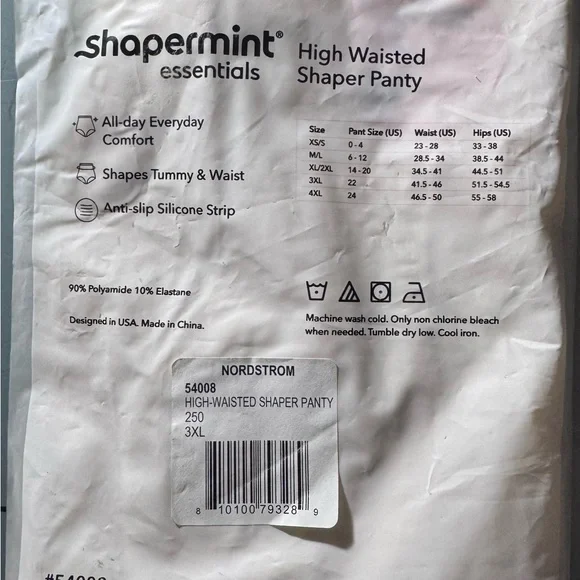 shapermint®
essentials
High Waisted
Shaper Panty
All-day Everyday
Comfort
Shapes Tummy & Waist
Anti-slip Silicone Strip
Size Pant Size (US) Waist (US) Hips (US)
XS/S 0 - 4 23 - 28 33 - 38
M/L 6 - 12 28.5 - 34 38.5 - 44
XL/2XL 14 - 20 34.5 - 41 44.5 - 51
3XL 22 41.5 - 46 51.5 - 54.5
4XL 24 46.5 - 50 55 - 58
90% Polyamide 10% Elastane
Designed in USA. Made in China.
Machine wash cold. Only non chlorine bleach
when needed. Tumble dry low. Cool iron.
NORDSTROM
54008
HIGH-WAISTED SHAPER PANTY
250
3XL
8 10100 79328 9
#54008